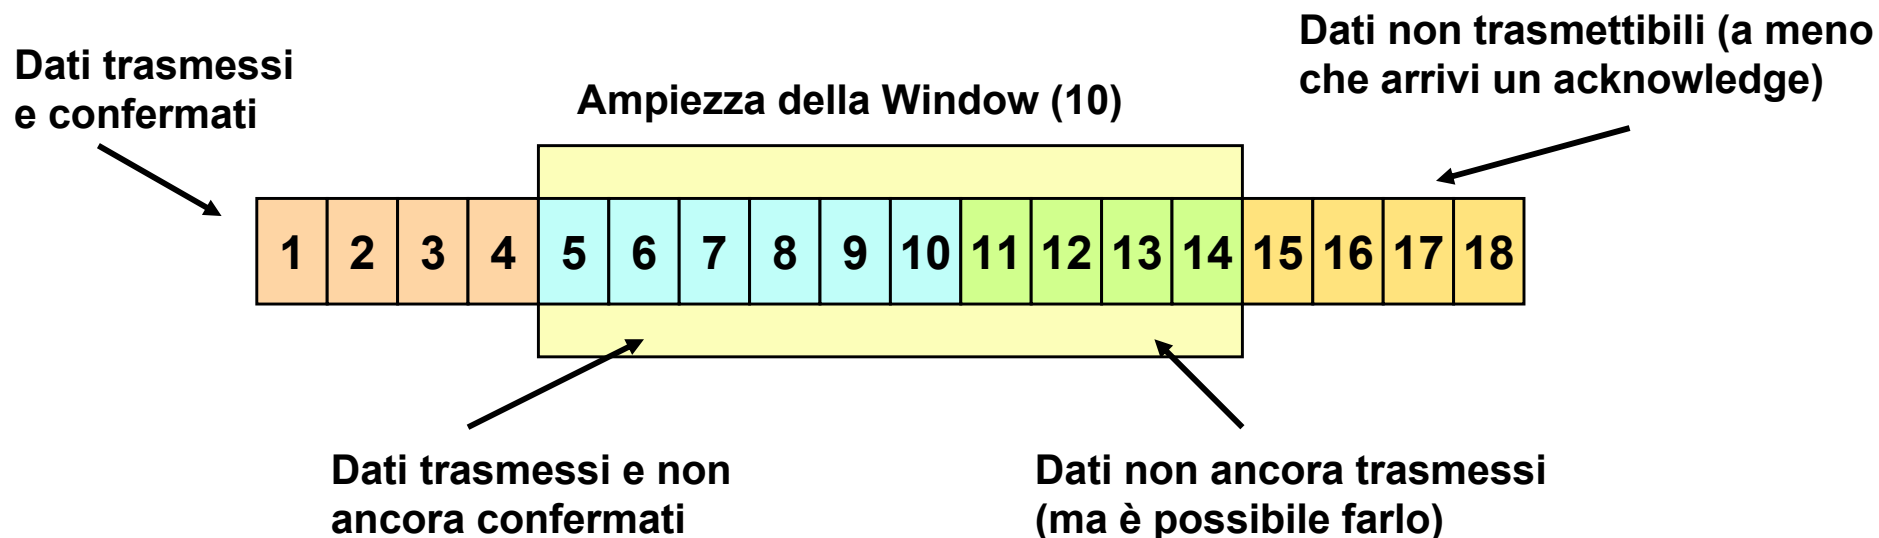 Dati non trasmettibili (a meno
che arrivi un acknowledge)
Dati trasmessi
e confermati
Ampiezza della Window (10)
1 2 3 4 5 6 7 8 9 10 11 12 13 14 15 16 17 18
Dati trasmessi e non
ancora confermati
Dati non ancora trasmessi
(ma è possibile farlo)